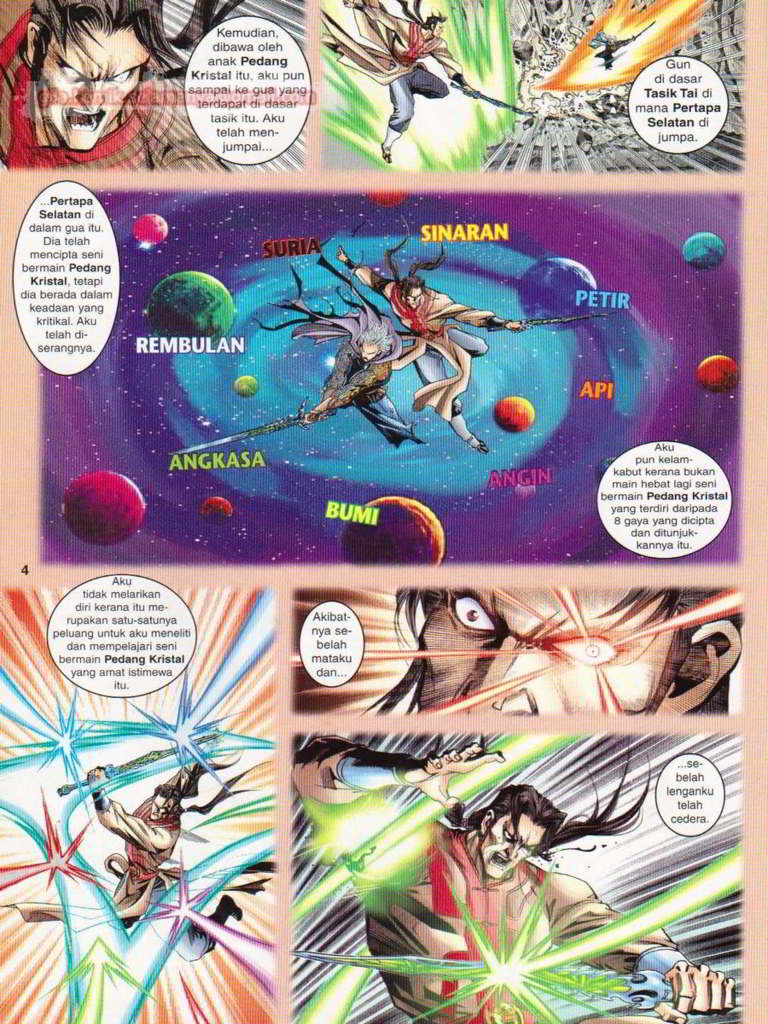 Kemudian,
dibawa oleh
anak Pedang
Kristal itu, aku pun
sampai ke gua yang
terdapat di dasar
tasik itu. Aku
telah men-
jumpai...
Gun
di dasar
Tasik Tai di
mana Pertapa
Selatan di
jumpa.
...Pertapa
Selatan di
dalam gua itu.
Dia telah
mencipta seni
bermain Pedang
Kristal, tetapi
dia berada dalam
keadaan yang
kritikal. Aku
telah di-
serangnya.
SURIA
SINARAN
PETIR
REMBULAN
API
ANGKASA
ANGIN
BUMI
Aku
pun kelam-
kabut kerana bukan
main hebat lagi seni
bermain Pedang Kristal
yang terdiri daripada
8 gaya yang dicipta
dan ditunjuk-
kannya itu.
4
Aku
tidak melarikan
diri kerana itu me-
rupakan satu-satunya
peluang untuk aku meneliti
dan mempelajari seni
bermain Pedang Kristal
yang amat istimewa
itu.
Akibat-
nya se-
belah
mataku
dan...
...se-
belah
lenganku
telah
cedera.